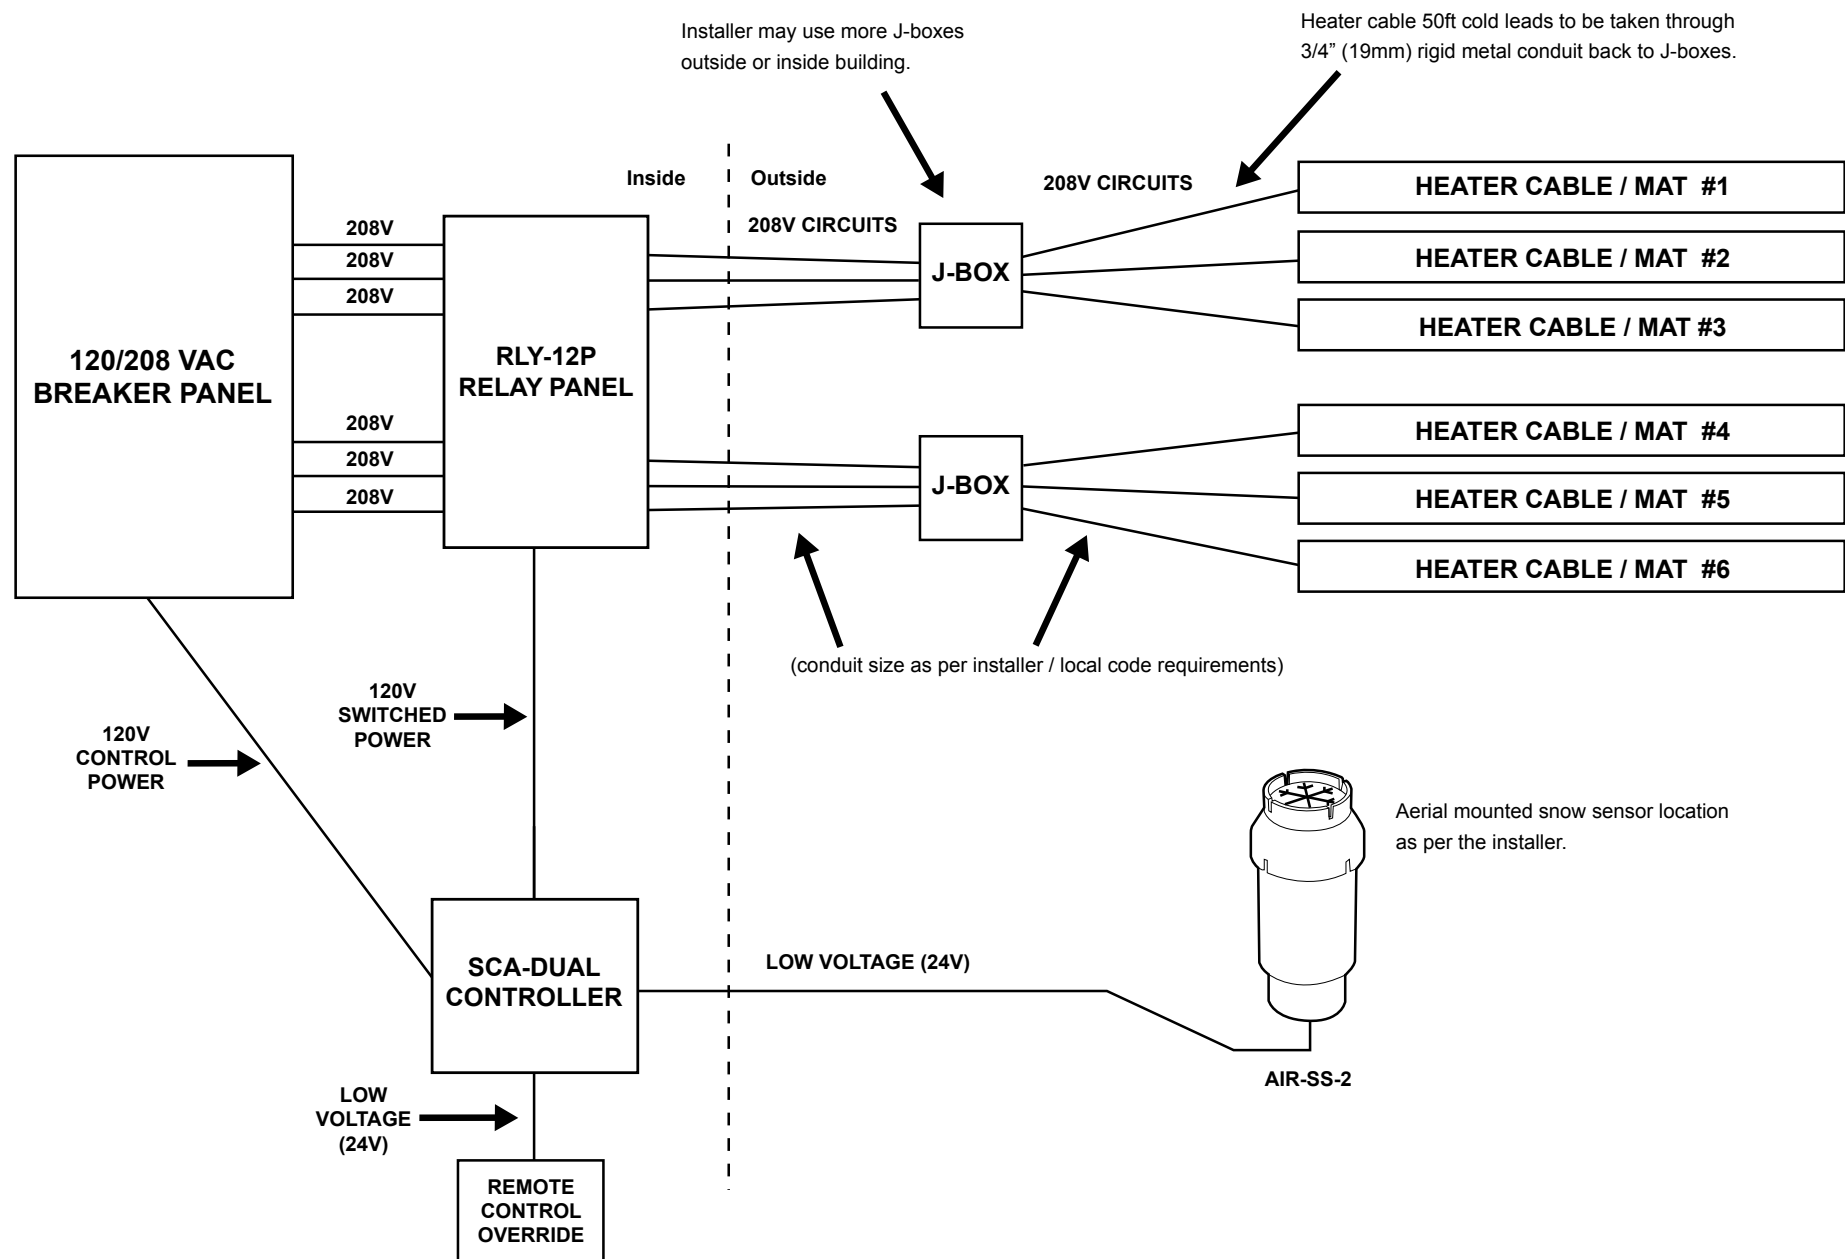 Installer may use more J-boxes
outside or inside building.
Heater cable 50ft cold leads to be taken through
3/4” (19mm) rigid metal conduit back to J-boxes.
Inside
Outside
208V CIRCUITS
208V CIRCUITS
120/208 VAC
BREAKER PANEL
208V
208V
208V
208V
208V
208V
RLY-12P
RELAY PANEL
J-BOX
J-BOX
HEATER CABLE / MAT #1
HEATER CABLE / MAT #2
HEATER CABLE / MAT #3
HEATER CABLE / MAT #4
HEATER CABLE / MAT #5
HEATER CABLE / MAT #6
(conduit size as per installer / local code requirements)
120V
SWITCHED
POWER
120V
CONTROL
POWER
Aerial mounted snow sensor location
as per the installer.
SCA-DUAL
CONTROLLER
LOW VOLTAGE (24V)
AIR-SS-2
LOW
VOLTAGE
(24V)
REMOTE
CONTROL
OVERRIDE